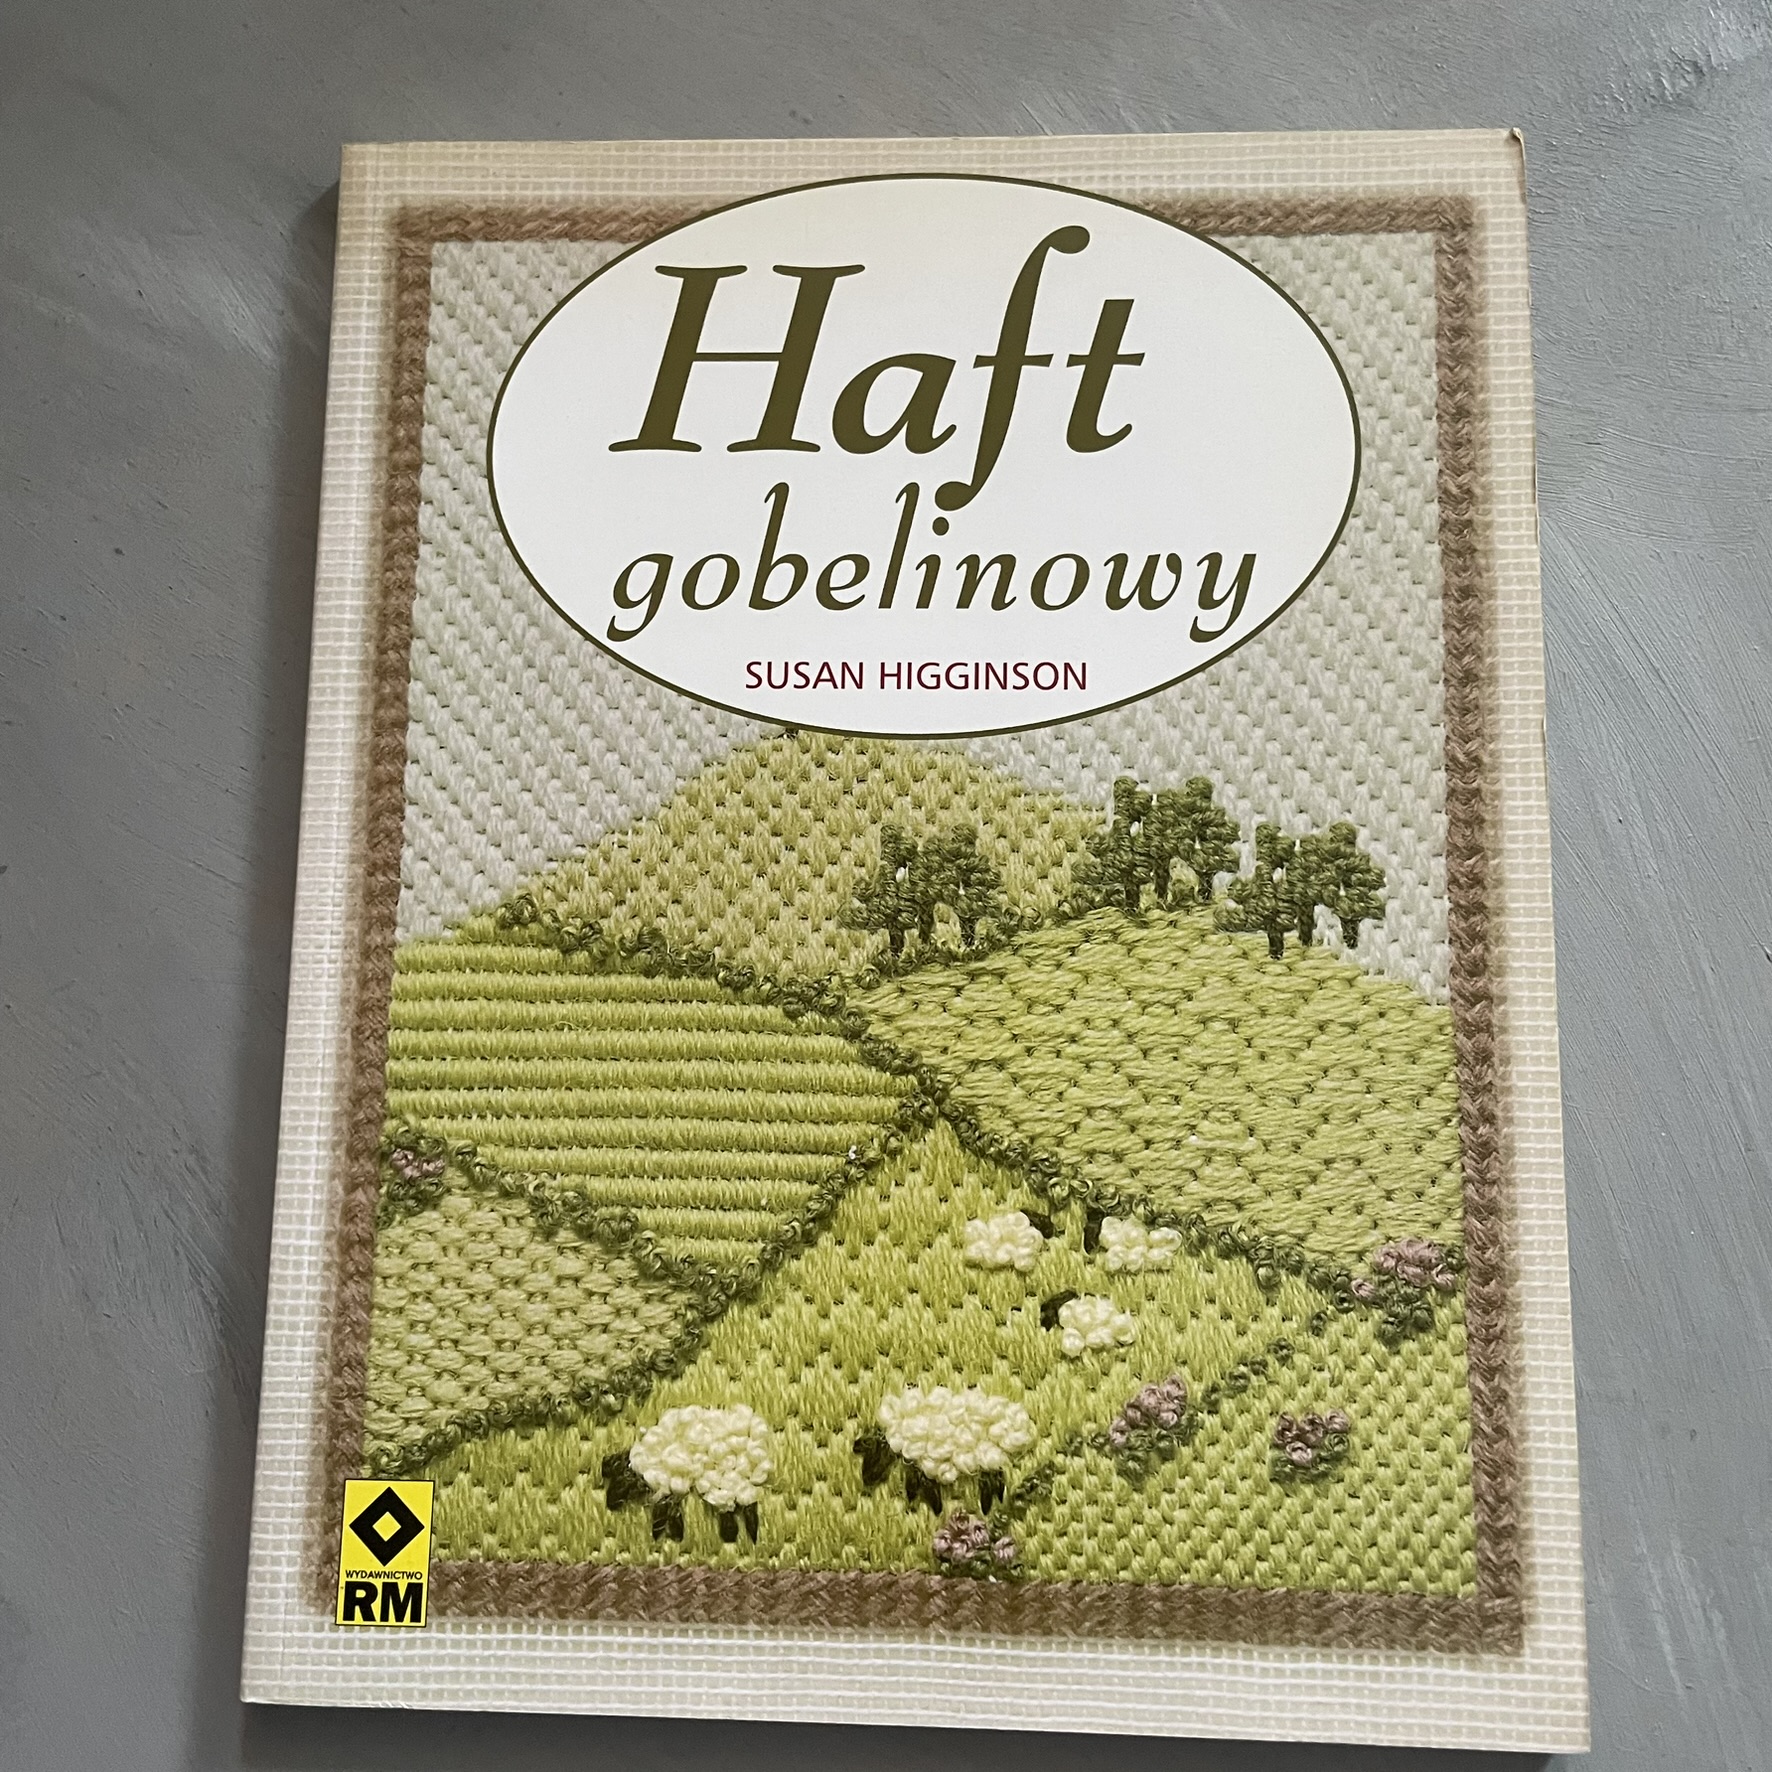 Haft
gobelinowy
SUSAN HIGGINSON
WYDAWNICTWO
RM